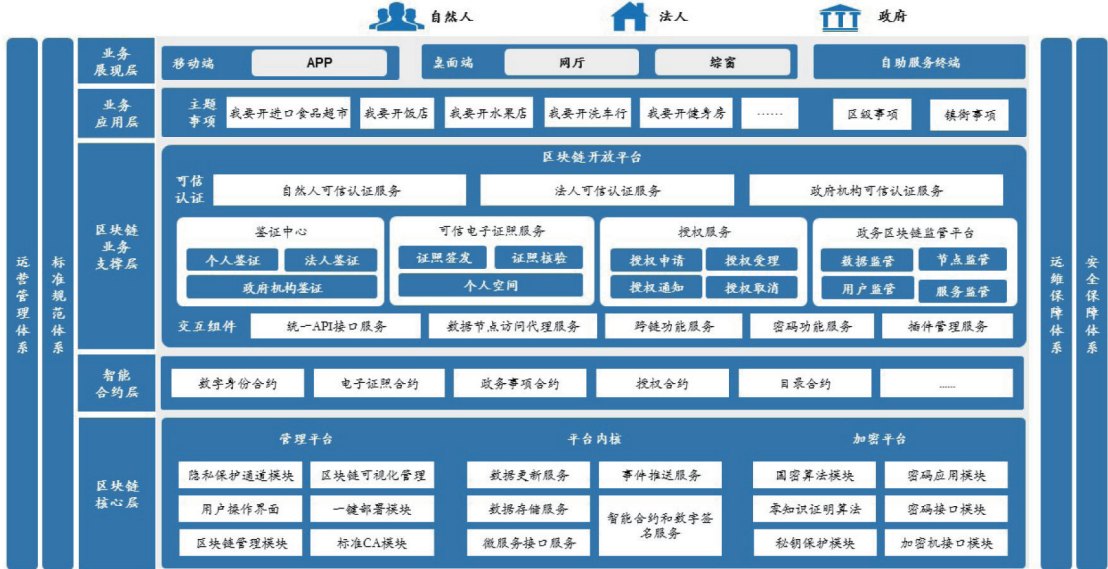 自然人
法人
政府
运营管理体系
标准规范体系
业务
展现层
移动端
APP
桌面端
网厅
综窗
自助服务终端
业务
应用层
主题
事项
我要开进口食品超市
我要开饭店
我要开水果店
我要开洗车行
我要开健身房
……
区级事项
镇街事项
区块链
业务
支撑层
区块链开放平台
可信
认证
自然人可信认证服务
法人可信认证服务
政府机构可信认证服务
鉴证中心
个人鉴证
法人鉴证
政府机构鉴证
可信电子证照服务
证照签发
证照核验
个人空间
授权服务
授权申请
授权受理
授权通知
授权取消
政务区块链监管平台
数据监管
节点监管
用户监管
服务监管
交互组件
统一API接口服务
数据节点访问代理服务
跨链功能服务
密码功能服务
插件管理服务
智能
合约层
数字身份合约
电子证照合约
政务事项合约
授权合约
目录合约
……
区块链
核心层
管理平台
隐私保护通道模块
区块链可视化管理
用户操作界面
一键部署模块
区块链管理模块
标准CA模块
平台内核
数据更新服务
事件推送服务
数据存储服务
智能合约和数字签
名服务
微服务接口服务
加密平台
国密算法模块
密码应用模块
零知识证明算法
密码接口模块
秘钥保护模块
加密机接口模块
运维保障体系
安全保障体系